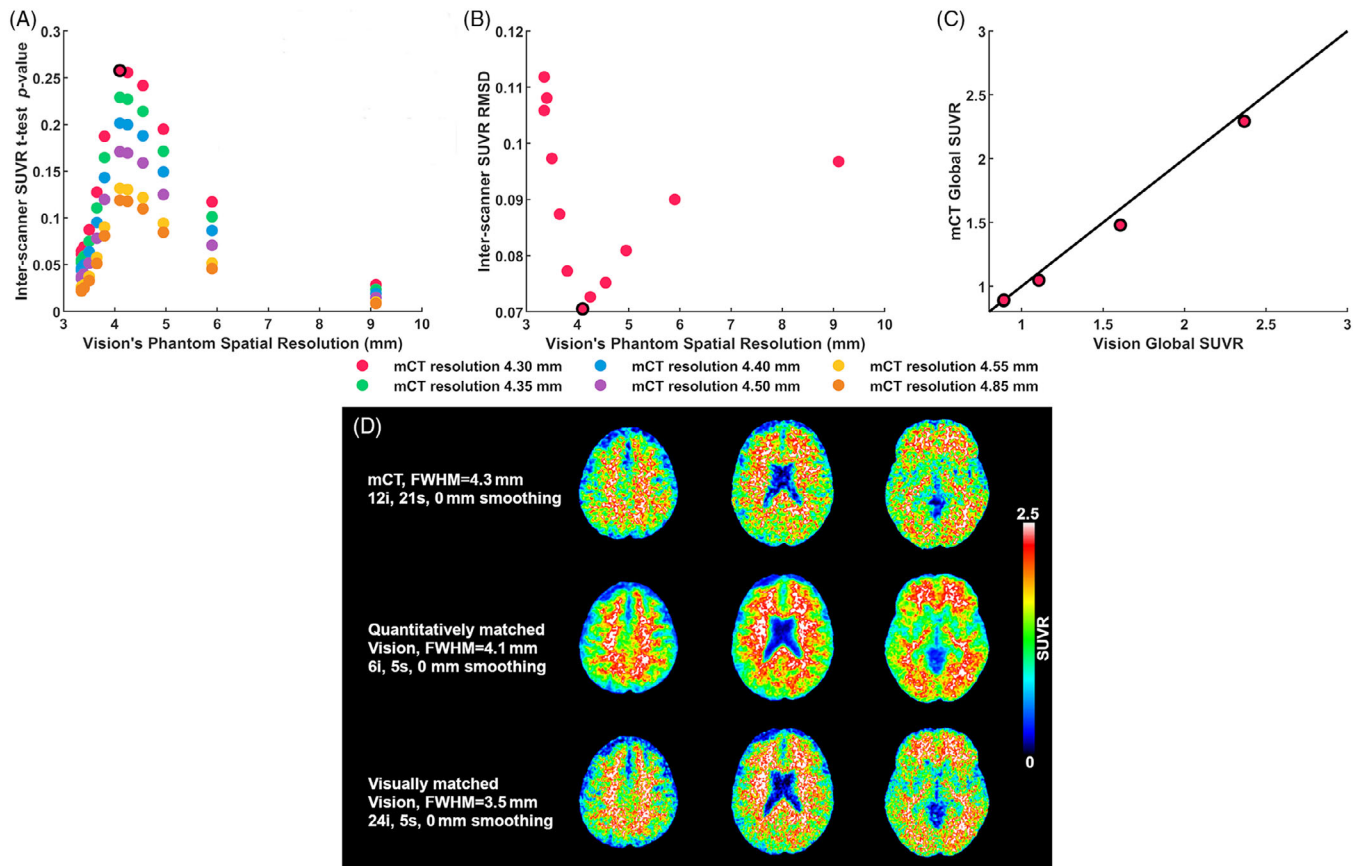 (A)
Inter-scanner SUVR t-test p-value
0.3
0.25
0.2
0.15
0.1
0.05
0
3 4 5 6 7 8 9 10
Vision's Phantom Spatial Resolution (mm)
(B)
Inter-scanner SUVR RMSD
0.12
0.11
0.1
0.09
0.08
0.07
3 4 5 6 7 8 9 10
Vision's Phantom Spatial Resolution (mm)
(C)
mCT Global SUVR
3
2.5
2
1.5
1
1 1.5 2 2.5 3
Vision Global SUVR
mCT resolution 4.30 mm
mCT resolution 4.40 mm
mCT resolution 4.55 mm
mCT resolution 4.35 mm
mCT resolution 4.50 mm
mCT resolution 4.85 mm
(D)
mCT, FWHM=4.3 mm
12i, 21s, 0 mm smoothing
Quantitatively matched
Vision, FWHM=4.1 mm
6i, 5s, 0 mm smoothing
Visually matched
Vision, FWHM=3.5 mm
24i, 5s, 0 mm smoothing
2.5
SUVR
0